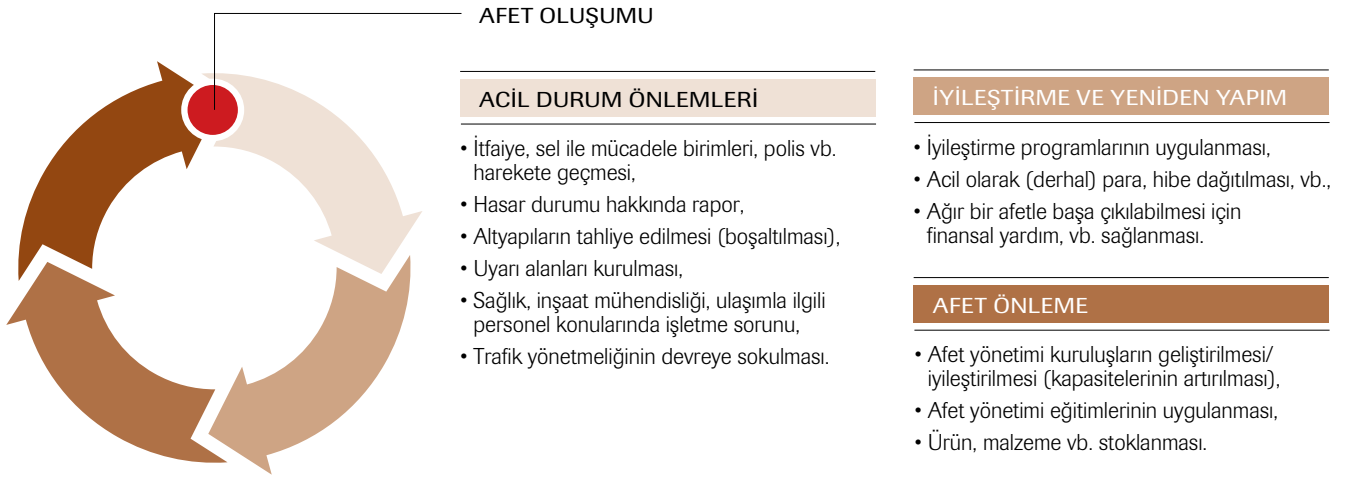 AFET OLUŞUMU
ACİL DURUM ÖNLEMLERİ
• İtfaiye, sel ile mücadele birimleri, polis vb.
harekete geçmesi,
• Hasar durumu hakkında rapor,
• Altyapıların tahliye edilmesi (boşaltılması),
• Uyarı alanları kurulması,
• Sağlık, inşaat mühendisliği, ulaşımla ilgili
personel konularında işletme sorunu,
• Trafik yönetmeliğinin devreye sokulması.
İYİLEŞTİRME VE YENİDEN YAPIM
• İyileştirme programlarının uygulanması,
• Acil olarak (derhal) para, hibe dağıtılması, vb.,
• Ağır bir afetle başa çıkılabilmesi için
finansal yardım, vb. sağlanması.
AFET ÖNLEME
• Afet yönetimi kuruluşların geliştirilmesi/
iyileştirilmesi (kapasitelerinin artırılması),
• Afet yönetimi eğitimlerinin uygulanması,
• Ürün, malzeme vb. stoklanması.